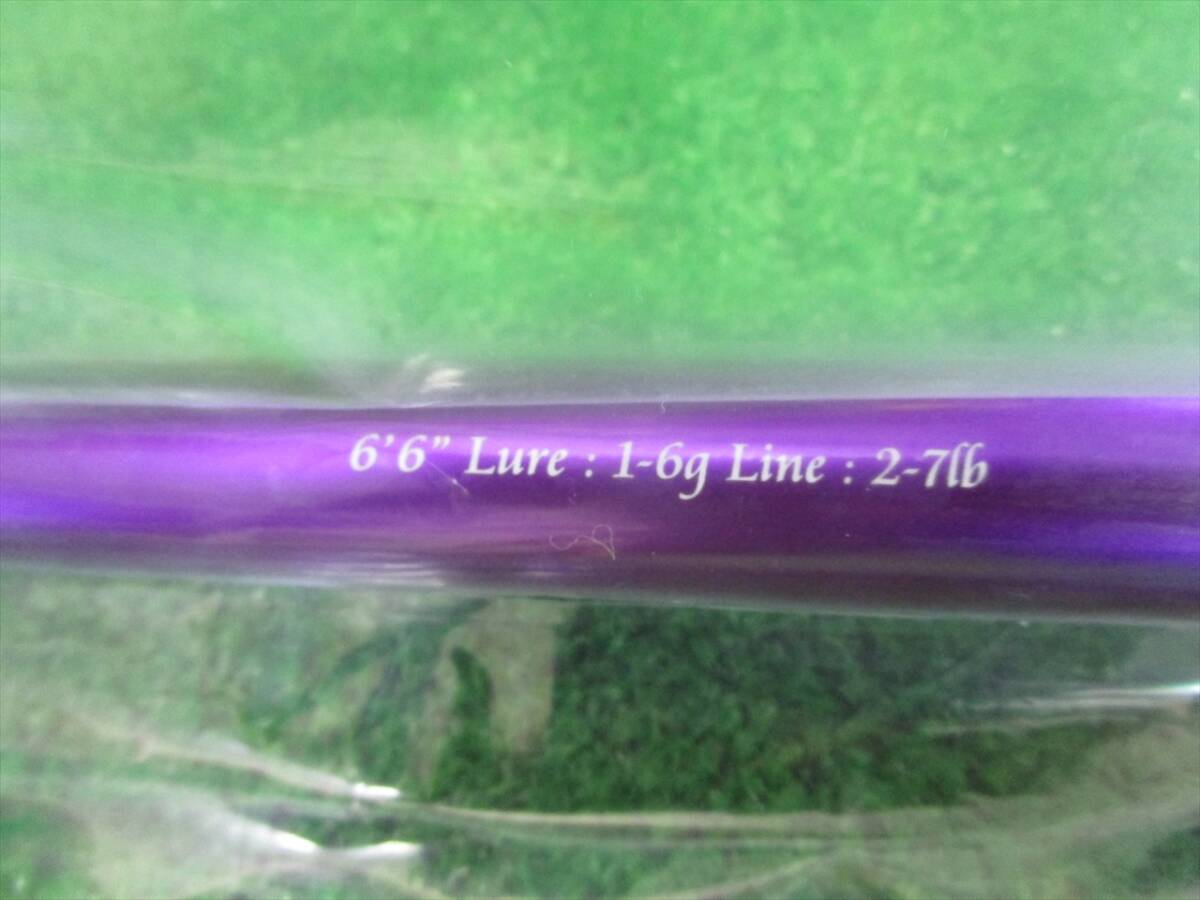 6'6” Lure : 1-6g Line : 2-7lb